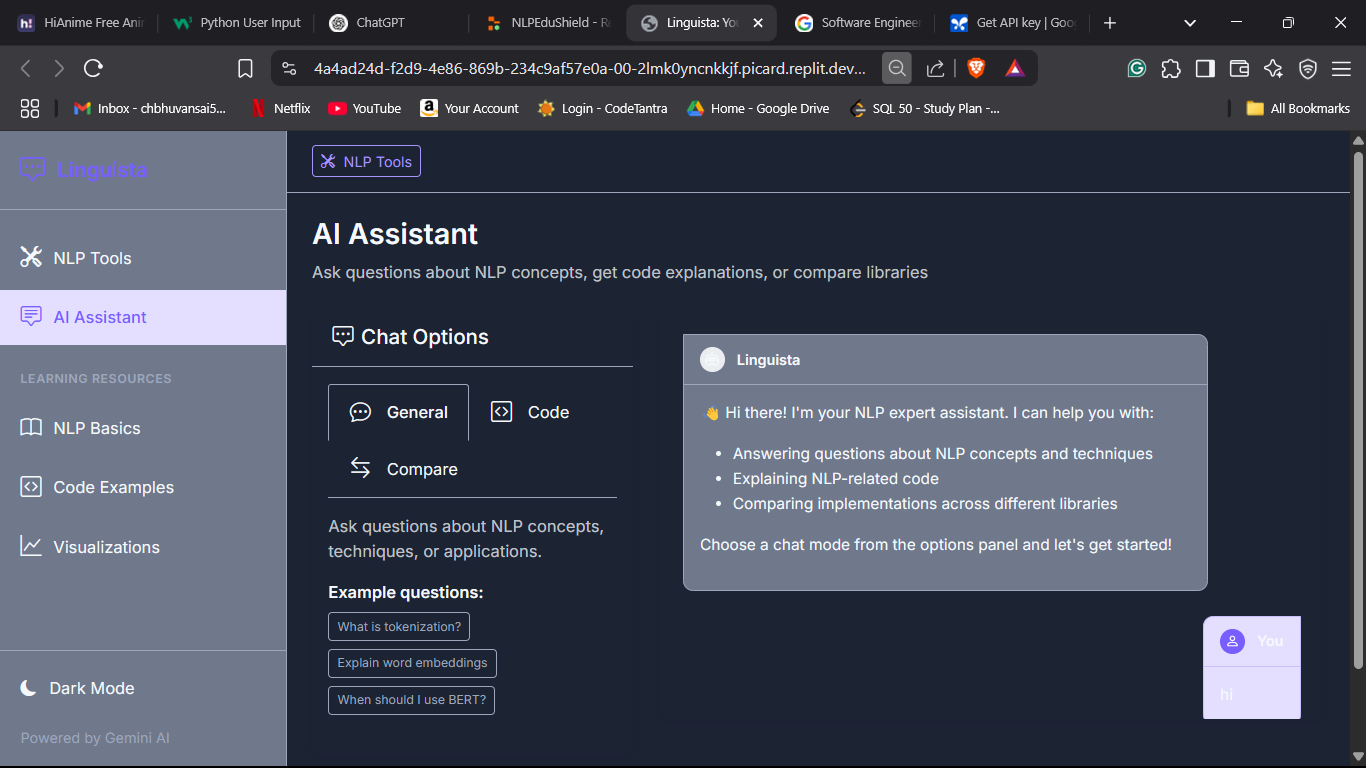 HiAnime Free Ani
Python User Input
ChatGPT
NLPEduShield - R
Linguista: Yo
Software Enginee
Get API key | Goo
4a4ad24d-f2d9-4e86-869b-234c9af57e0a-00-2lmk0yncnkkjf.picard.replit.dev...
Inbox - chbhuvansai5...
Netflix
YouTube
Your Account
Login - CodeTantra
Home - Google Drive
SQL 50 - Study Plan -...
All Bookmarks
Linguista
NLP Tools
AI Assistant
LEARNING RESOURCES
NLP Basics
Code Examples
Visualizations
Dark Mode
Powered by Gemini AI
NLP Tools
AI Assistant
Ask questions about NLP concepts, get code explanations, or compare libraries
Chat Options
General
Code
Compare
Ask questions about NLP concepts,
techniques, or applications.
Example questions:
What is tokenization?
Explain word embeddings
When should I use BERT?
Linguista
👋 Hi there! I'm your NLP expert assistant. I can help you with:
• Answering questions about NLP concepts and techniques
• Explaining NLP-related code
• Comparing implementations across different libraries
Choose a chat mode from the options panel and let's get started!
You
hi